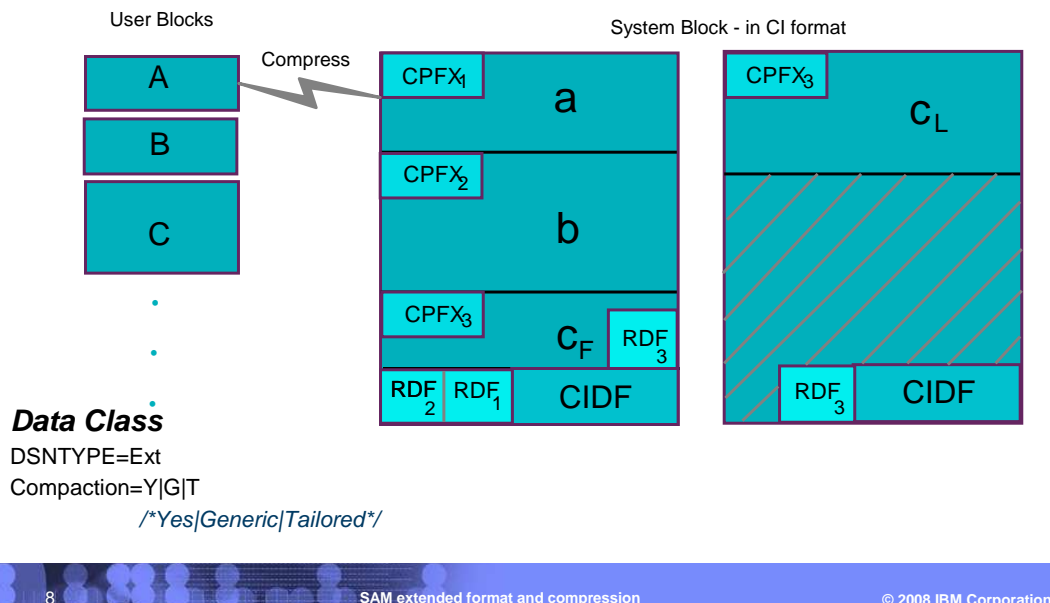 User Blocks
System Block - in CI format
A
B
C
Compress
CPFX1
a
CPFX2
b
CPFX3
cF
RDF3
RDF2 RDF1 CIDF
CPFX3
cL
RDF3 CIDF
Data Class
DSNTYPE=Ext
Compaction=Y|G|T
/*Yes|Generic|Tailored*/
8 SAM extended format and compression © 2008 IBM Corporation